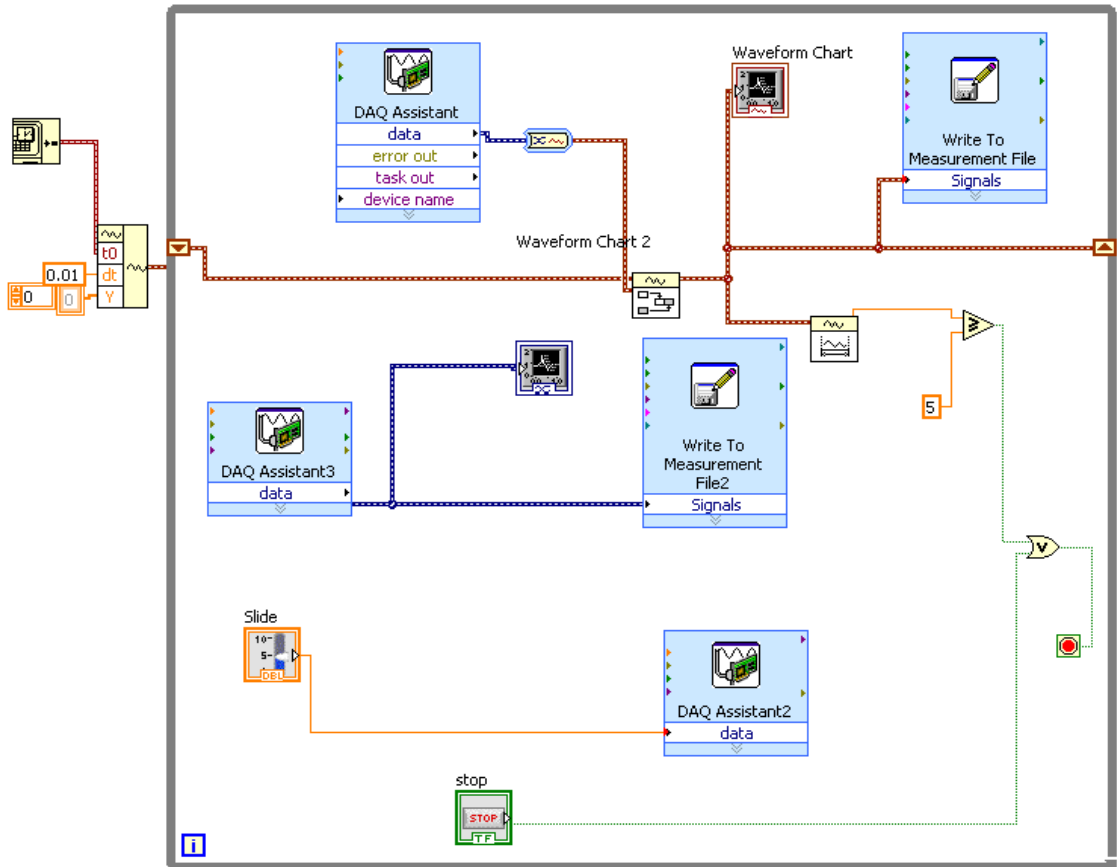 Waveform Chart
DAQ Assistant
data
error out
task out
device name
Write To
Measurement File
Signals
t0
dt
Y
0.01
0
0
Waveform Chart 2
5
DAQ Assistant3
data
Write To
Measurement
File2
Signals
Slide
10-
5-
DBL
DAQ Assistant2
data
stop
STOP
TF
i